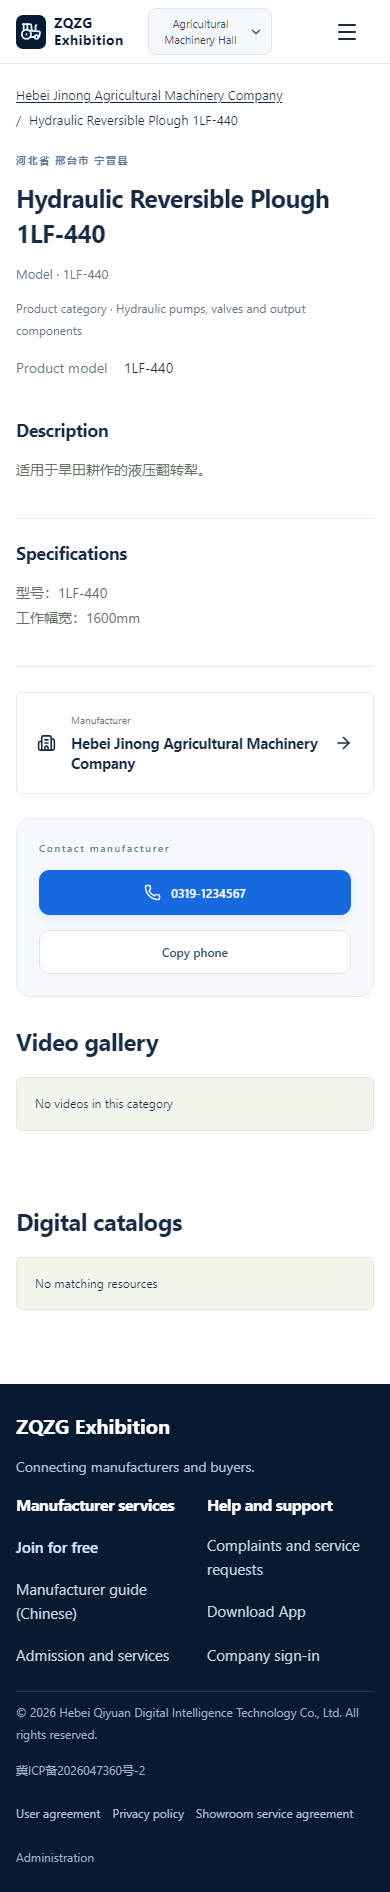 ZQZG
Exhibition
Agricultural
Machinery Hall
Hebei Jinong Agricultural Machinery Company
/ Hydraulic Reversible Plough 1LF-440
河北省 邢台市 宁晋县
Hydraulic Reversible Plough
1LF-440
Model · 1LF-440
Product category · Hydraulic pumps, valves and output
components
Product model 1LF-440
Description
适用于旱田耕作的液压翻转犁。
Specifications
型号：1LF-440
工作幅宽：1600mm
Manufacturer
Hebei Jinong Agricultural Machinery
Company
Contact manufacturer
0319-1234567
Copy phone
Video gallery
No videos in this category
Digital catalogs
No matching resources
ZQZG Exhibition
Connecting manufacturers and buyers.
Manufacturer services
Join for free
Manufacturer guide
(Chinese)
Admission and services
Help and support
Complaints and service
requests
Download App
Company sign-in
© 2026 Hebei Qiyuan Digital Intelligence Technology Co., Ltd. All
rights reserved.
冀ICP备2026047360号-2
User agreement Privacy policy Showroom service agreement
Administration